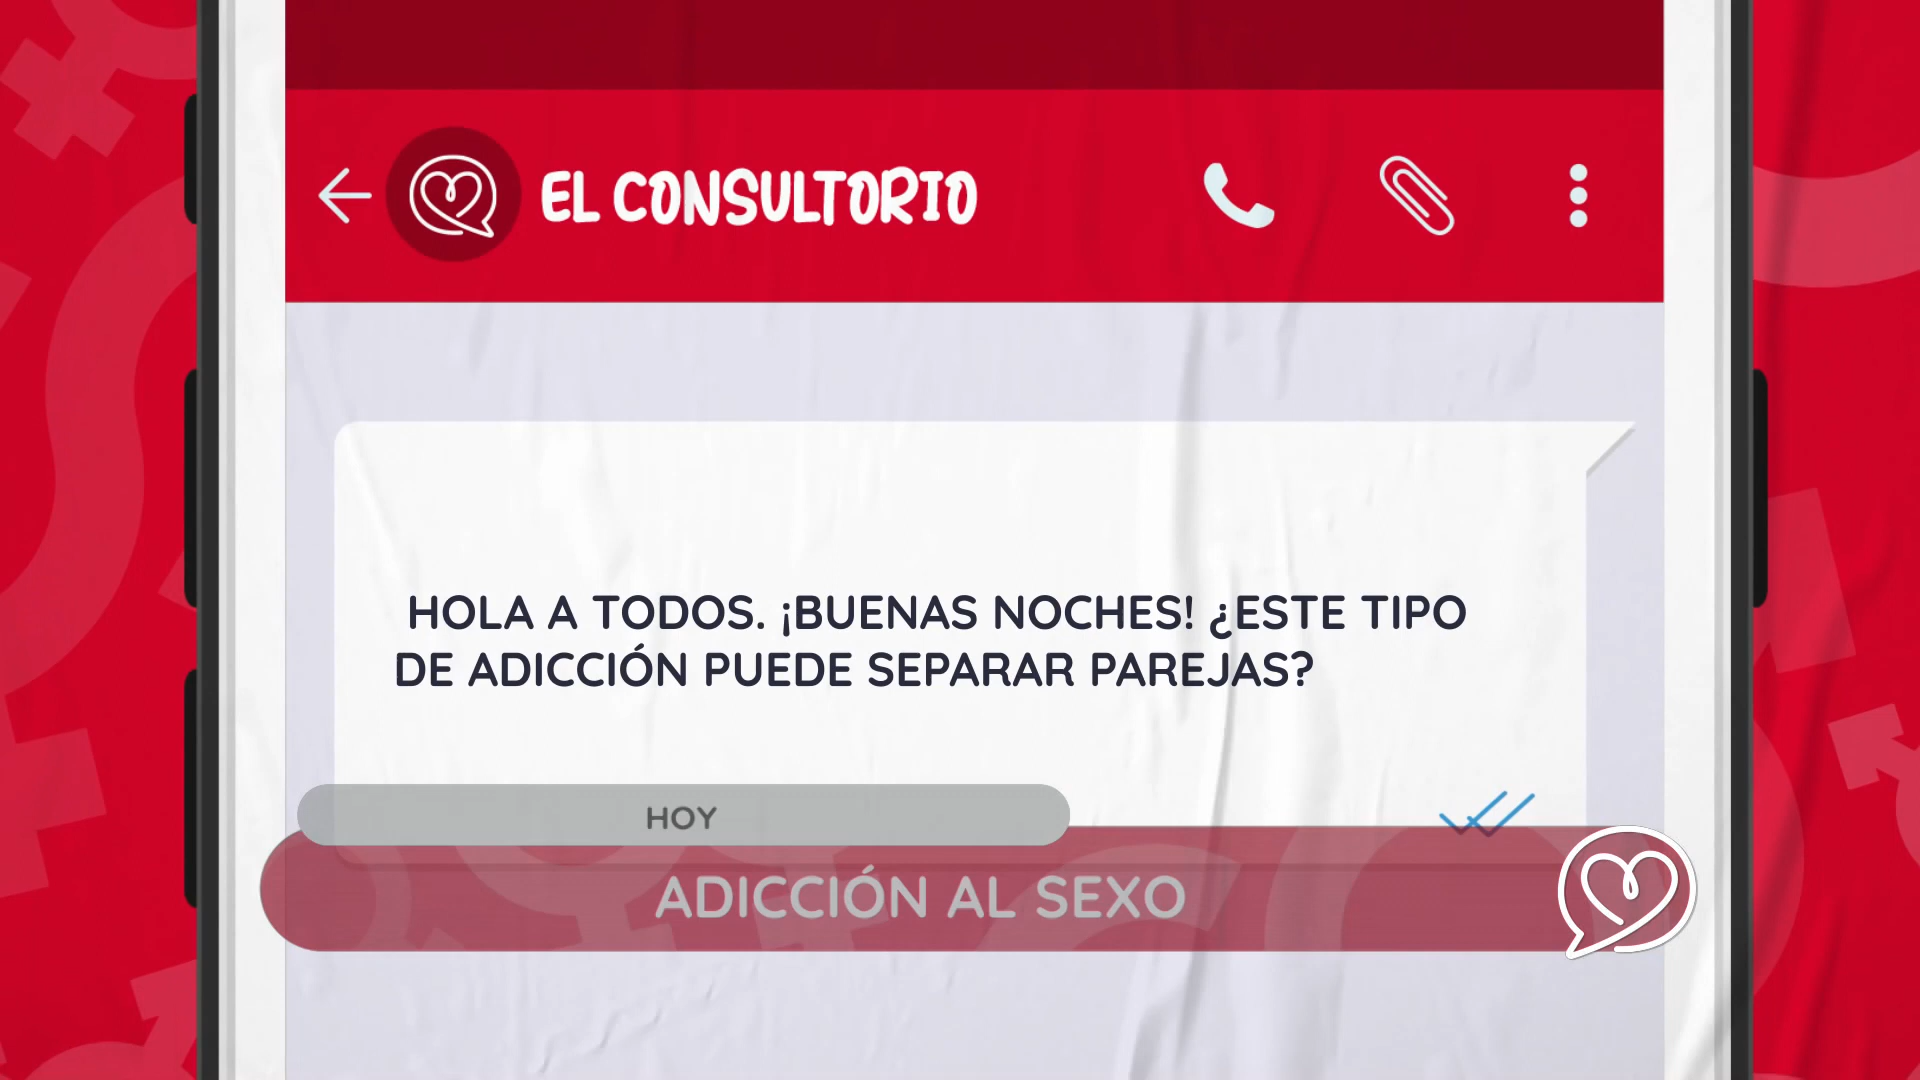 EL CONSULTORIO
HOLA A TODOS. ¡BUENAS NOCHES! ¿ESTE TIPO
DE ADICCIÓN PUEDE SEPARAR PAREJAS?
HOY
ADICCIÓN AL SEXO